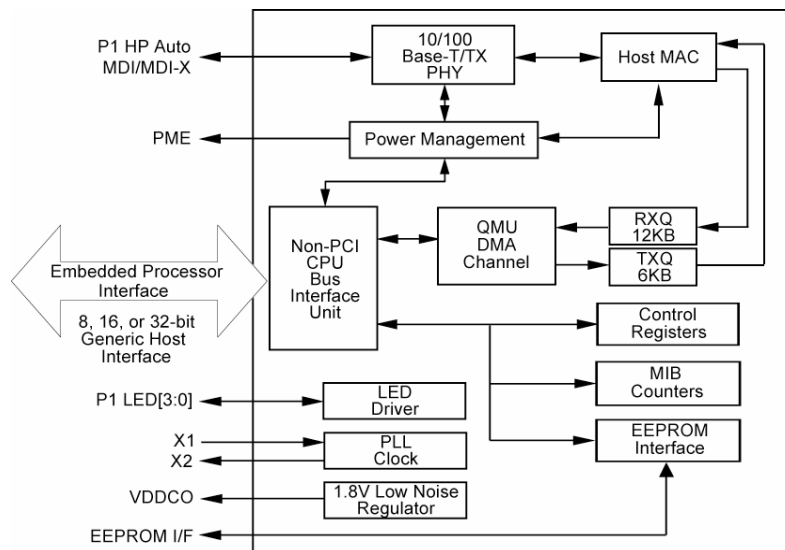 P1 HP Auto
MDI/MDI-X
10/100
Base-T/TX
PHY
Host MAC
PME
Power Management
Embedded Processor
Interface
8, 16, or 32-bit
Generic Host
Interface
Non-PCI
CPU
Bus
Interface
Unit
QMU
DMA
Channel
RXQ
12KB
TXQ
6KB
Control
Registers
MIB
Counters
EEPROM
Interface
P1 LED[3:0]
LED
Driver
X1
X2
PLL
Clock
VDDCO
1.8V Low Noise
Regulator
EEPROM I/F